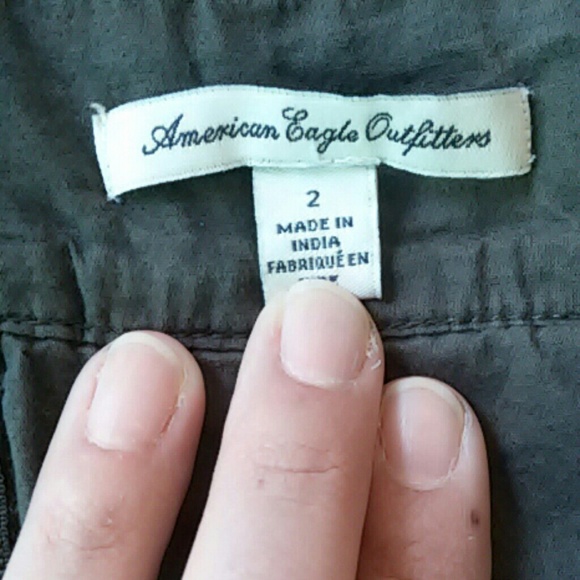 American Eagle Outfitters
2
MADE IN
INDIA
FABRIQUÉ EN